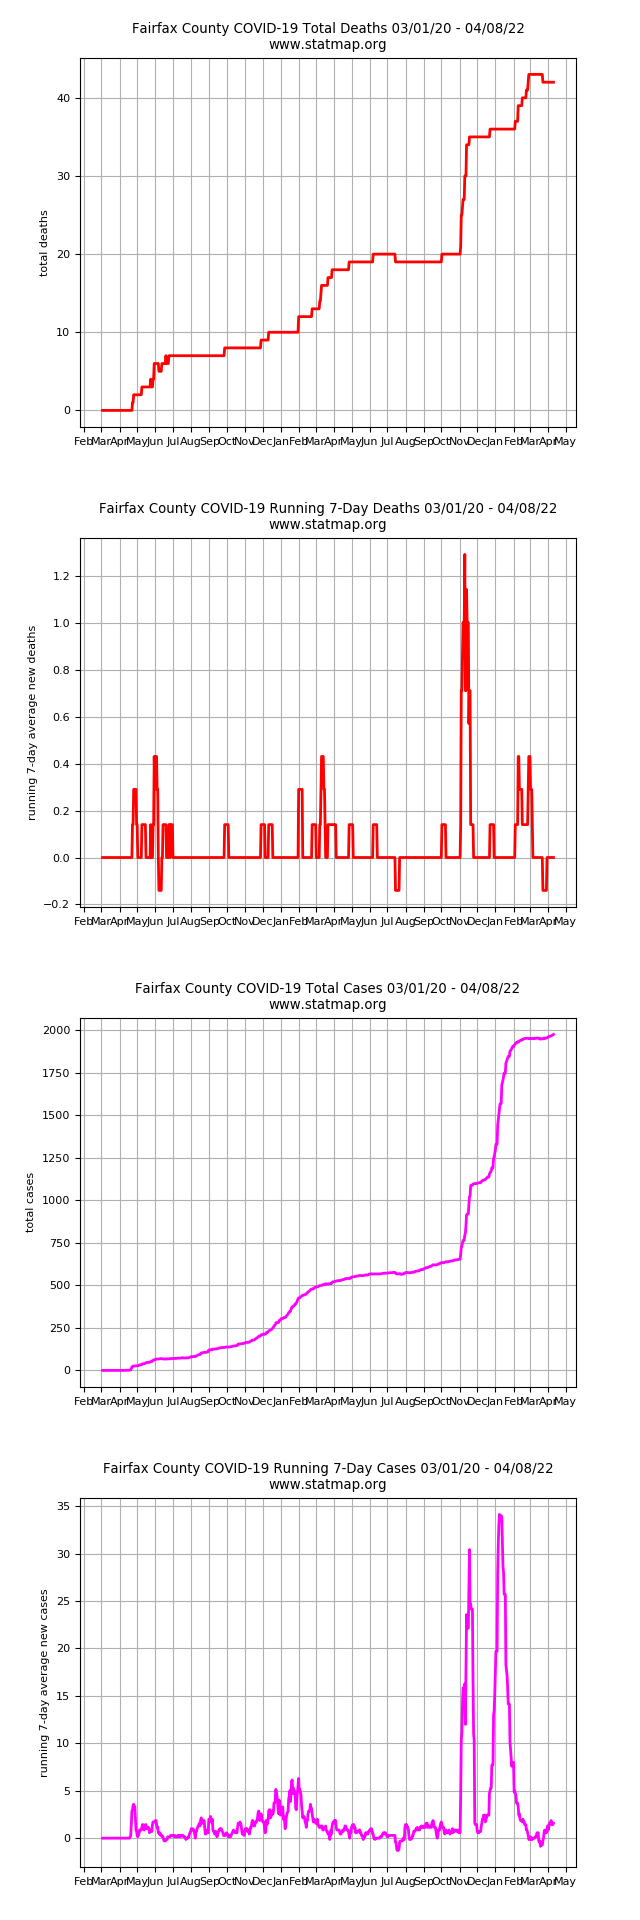 Fairfax County COVID-19 Total Deaths 03/01/20 - 04/08/22
www.statmap.org
total deaths
40
30
20
10
0
Feb Mar Apr May Jun Jul Aug Sep Oct Nov Dec Jan Feb Mar Apr May Jun Jul Aug Sep Oct Nov Dec Jan Feb Mar Apr May
Fairfax County COVID-19 Running 7-Day Deaths 03/01/20 - 04/08/22
www.statmap.org
running 7-day average new deaths
1.2
1.0
0.8
0.6
0.4
0.2
0.0
−0.2
Feb Mar Apr May Jun Jul Aug Sep Oct Nov Dec Jan Feb Mar Apr May Jun Jul Aug Sep Oct Nov Dec Jan Feb Mar Apr May
Fairfax County COVID-19 Total Cases 03/01/20 - 04/08/22
www.statmap.org
total cases
2000
1750
1500
1250
1000
750
500
250
0
Feb Mar Apr May Jun Jul Aug Sep Oct Nov Dec Jan Feb Mar Apr May Jun Jul Aug Sep Oct Nov Dec Jan Feb Mar Apr May
Fairfax County COVID-19 Running 7-Day Cases 03/01/20 - 04/08/22
www.statmap.org
running 7-day average new cases
35
30
25
20
15
10
5
0
Feb Mar Apr May Jun Jul Aug Sep Oct Nov Dec Jan Feb Mar Apr May Jun Jul Aug Sep Oct Nov Dec Jan Feb Mar Apr May